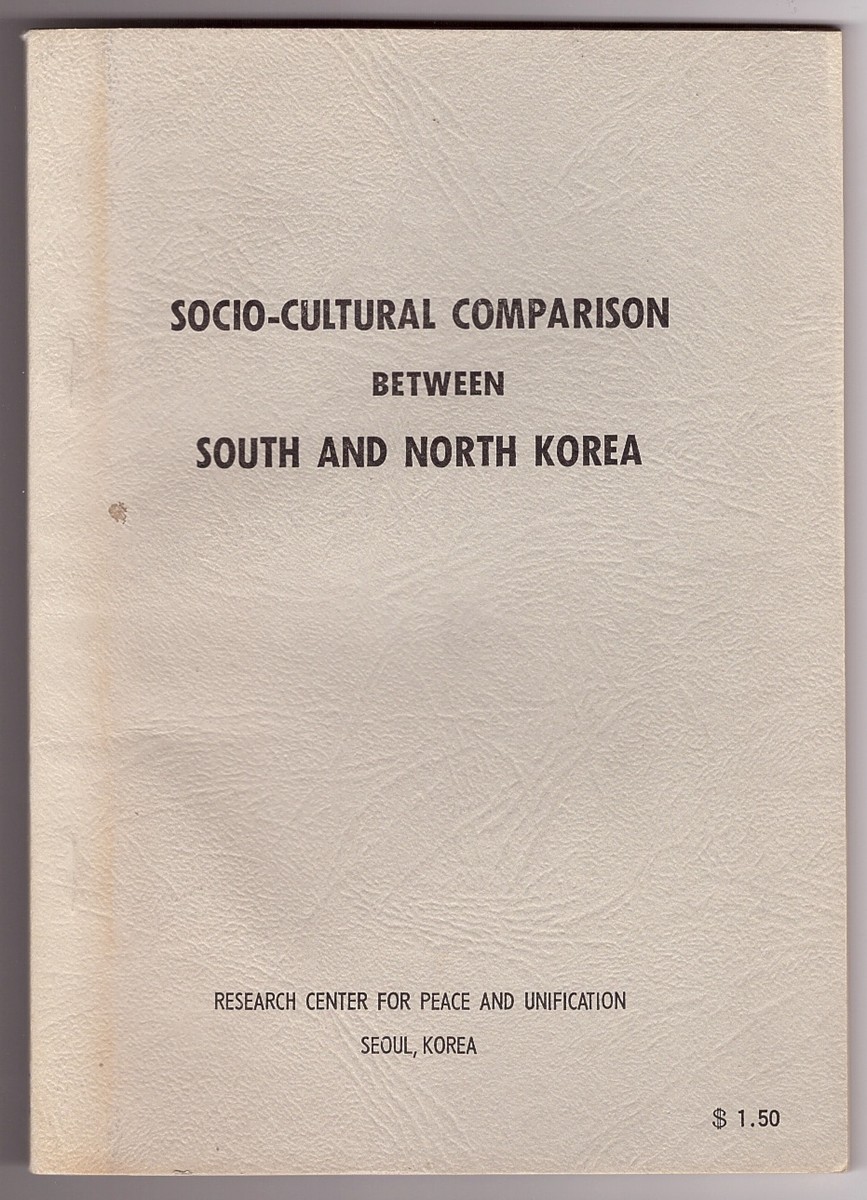 SOCIO-CULTURAL COMPARISON
BETWEEN
SOUTH AND NORTH KOREA
RESEARCH CENTER FOR PEACE AND UNIFICATION
SEOUL, KOREA
$ 1.50